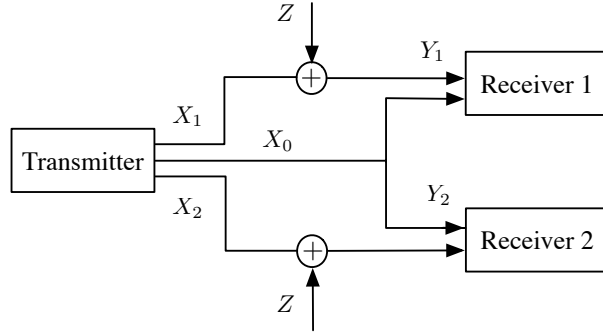 Z
Y₁
Receiver 1
X₁
X₀
Transmitter
X₂
Y₂
Receiver 2
Z